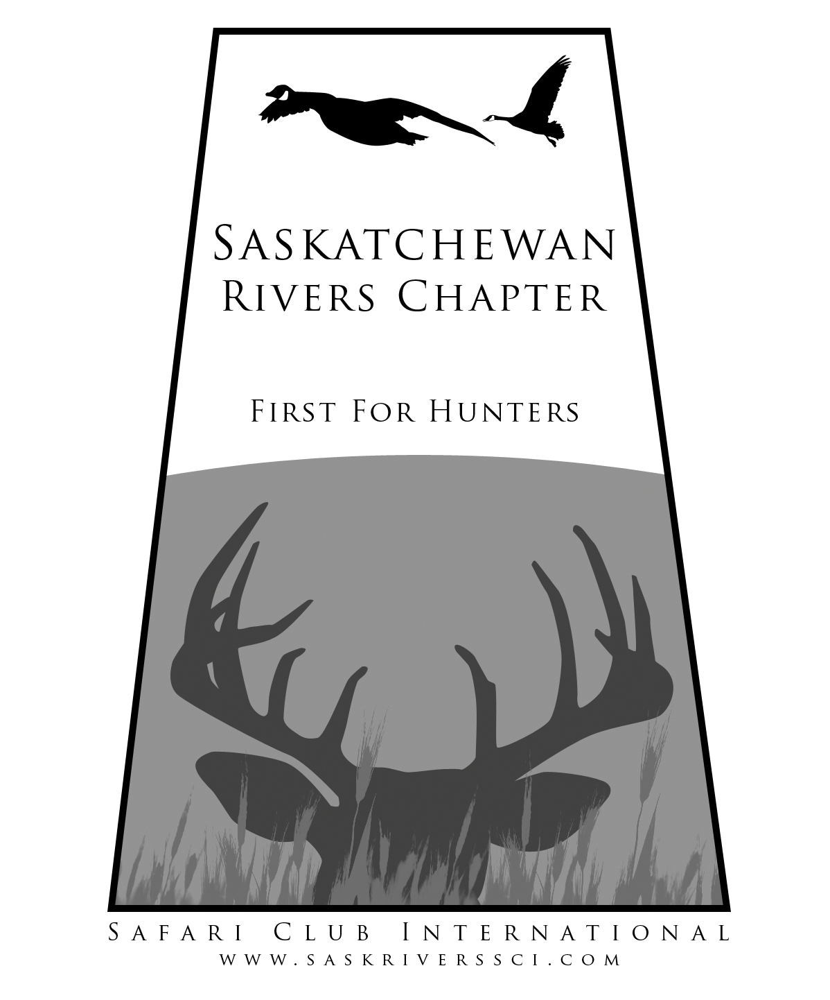 Saskatchewan
Rivers Chapter
First For Hunters
Safari Club International
www.saskriverssci.com